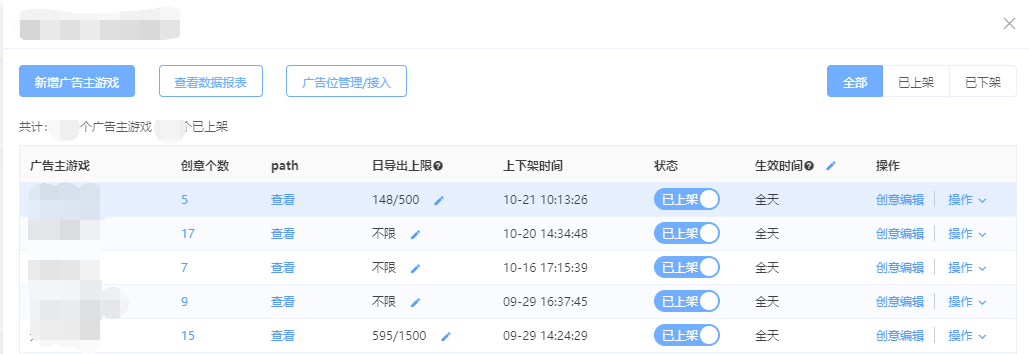 新增广告主游戏 查看数据报表 广告位管理/接入 全部 已上架 已下架
共计： 个广告主游戏 个已上架
广告主游戏 创意个数 path 日导出上限 上下架时间 状态 生效时间 操作
5 查看 148/500 10-21 10:13:26 已上架 全天 创意编辑 操作
17 查看 不限 10-20 14:34:48 已上架 全天 创意编辑 操作
7 查看 不限 10-16 17:15:39 已上架 全天 创意编辑 操作
9 查看 不限 09-29 16:37:45 已上架 全天 创意编辑 操作
15 查看 595/1500 09-29 14:24:29 已上架 全天 创意编辑 操作